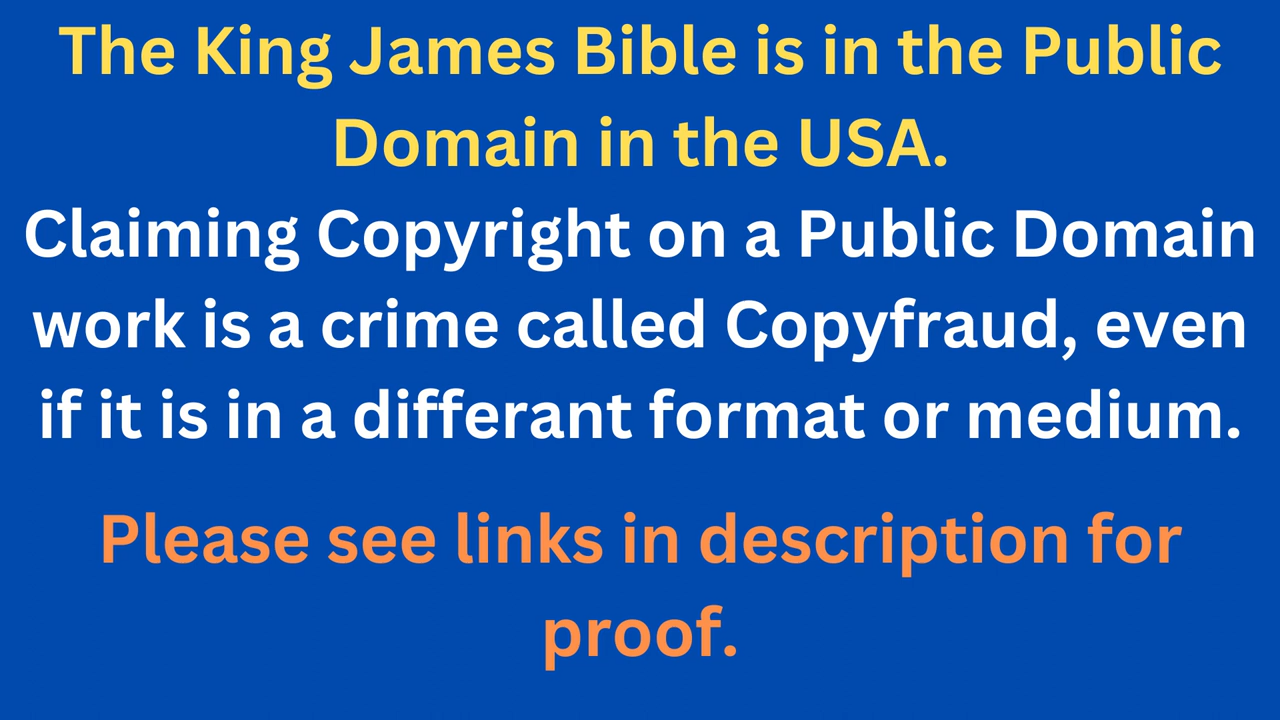 The King James Bible is in the Public
Domain in the USA.
Claiming Copyright on a Public Domain
work is a crime called Copyfraud, even
if it is in a differant format or medium.
Please see links in description for
proof.